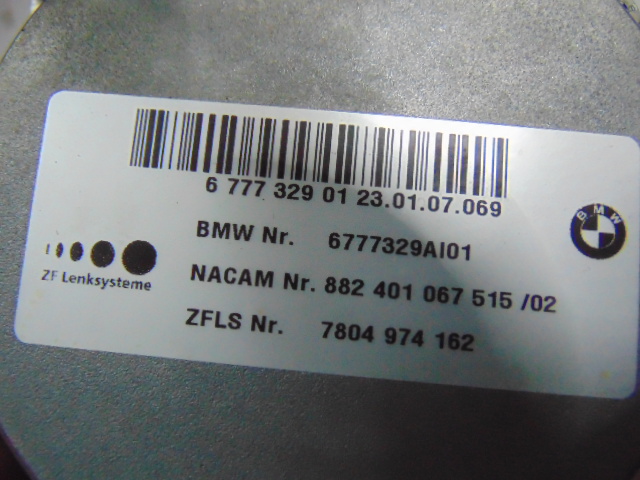 6 777 329 01 23.01.07.069
BMW Nr. 6777329AI01
NACAM Nr. 882 401 067 515 /02
ZFLS Nr. 7804 974 162
ZF Lenksysteme
BMW